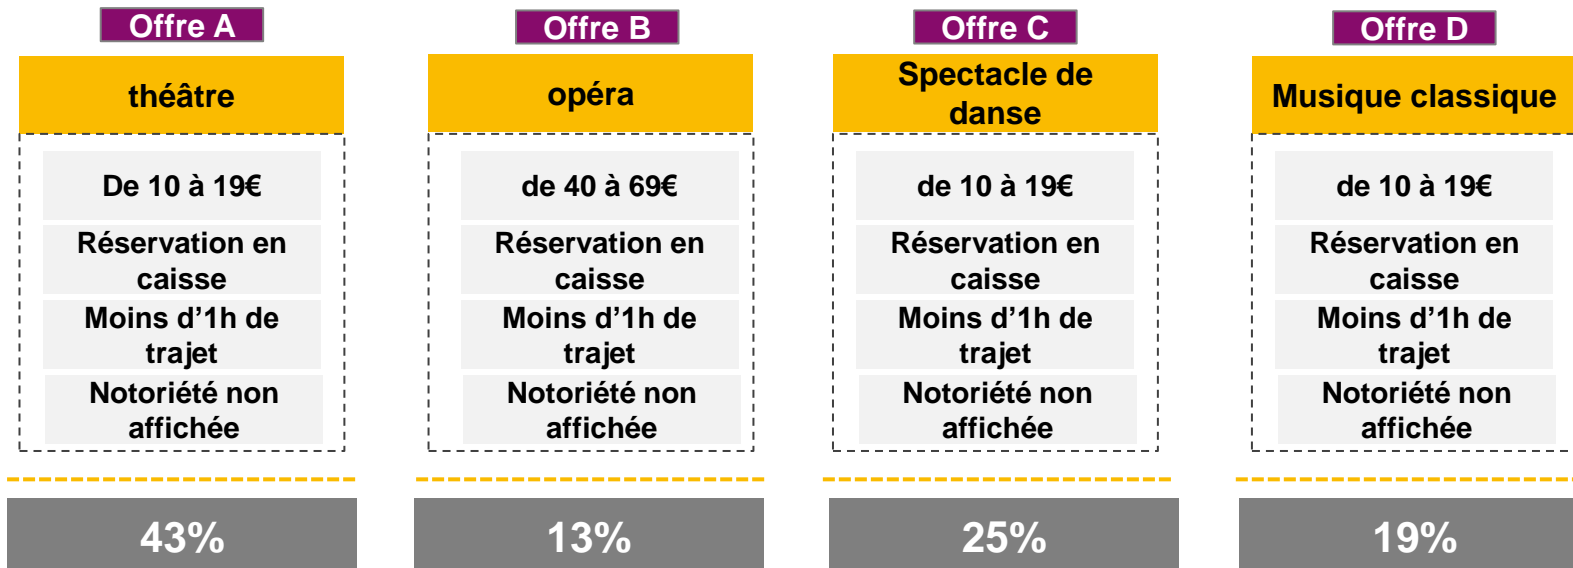 Offre A
théâtre
De 10 à 19€
Réservation en
caisse
Moins d’1h de
trajet
Notoriété non
affichée
43%
Offre B
opéra
de 40 à 69€
Réservation en
caisse
Moins d’1h de
trajet
Notoriété non
affichée
13%
Offre C
Spectacle de
danse
de 10 à 19€
Réservation en
caisse
Moins d’1h de
trajet
Notoriété non
affichée
25%
Offre D
Musique classique
de 10 à 19€
Réservation en
caisse
Moins d’1h de
trajet
Notoriété non
affichée
19%